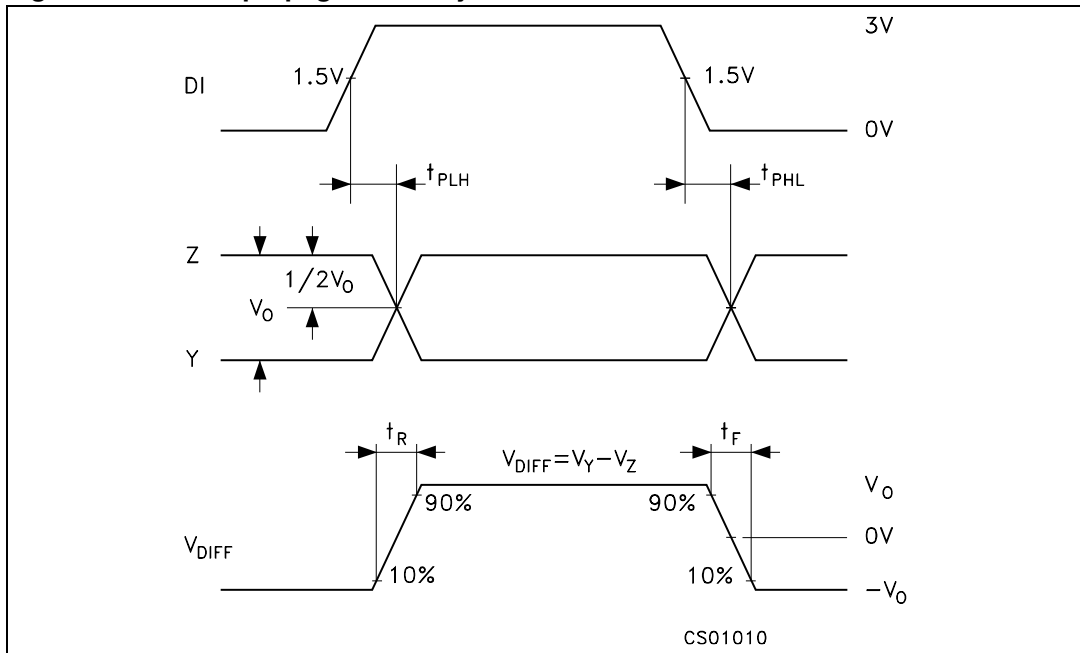 3V
1.5V
1.5V
DI
0V
tPLH
tPHL
Z
1/2VO
VO
Y
tR
tF
VDIFF=VY−VZ
VO
90%
90%
0V
VDIFF
10%
10%
−VO
CS01010